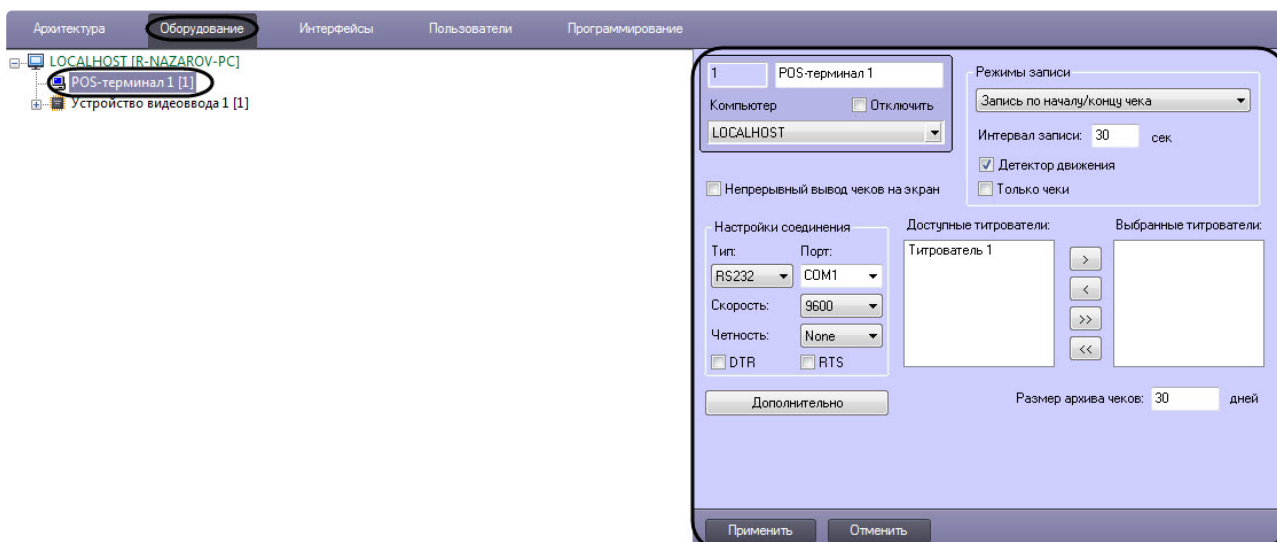 Архитектура Оборудование Интерфейсы Пользователи Программирование
LOCALHOST [R-NAZAROV-PC]
POS-терминал 1 [1]
Устройство видеоввода 1 [1]
1 POS-терминал 1
Компьютер Отключить
LOCALHOST
Непрерывный вывод чеков на экран
Режимы записи
Запись по началу/концу чека
Интервал записи: 30 сек
Детектор движения
Только чеки
Настройки соединения
Тип: Порт:
RS232 COM1
Скорость: 9600
Четность: None
DTR RTS
Доступные титрователи: Выбранные титрователи:
Титрователь 1
>
<
>>
<<
Дополнительно
Размер архива чеков: 30 дней
Применить Отменить